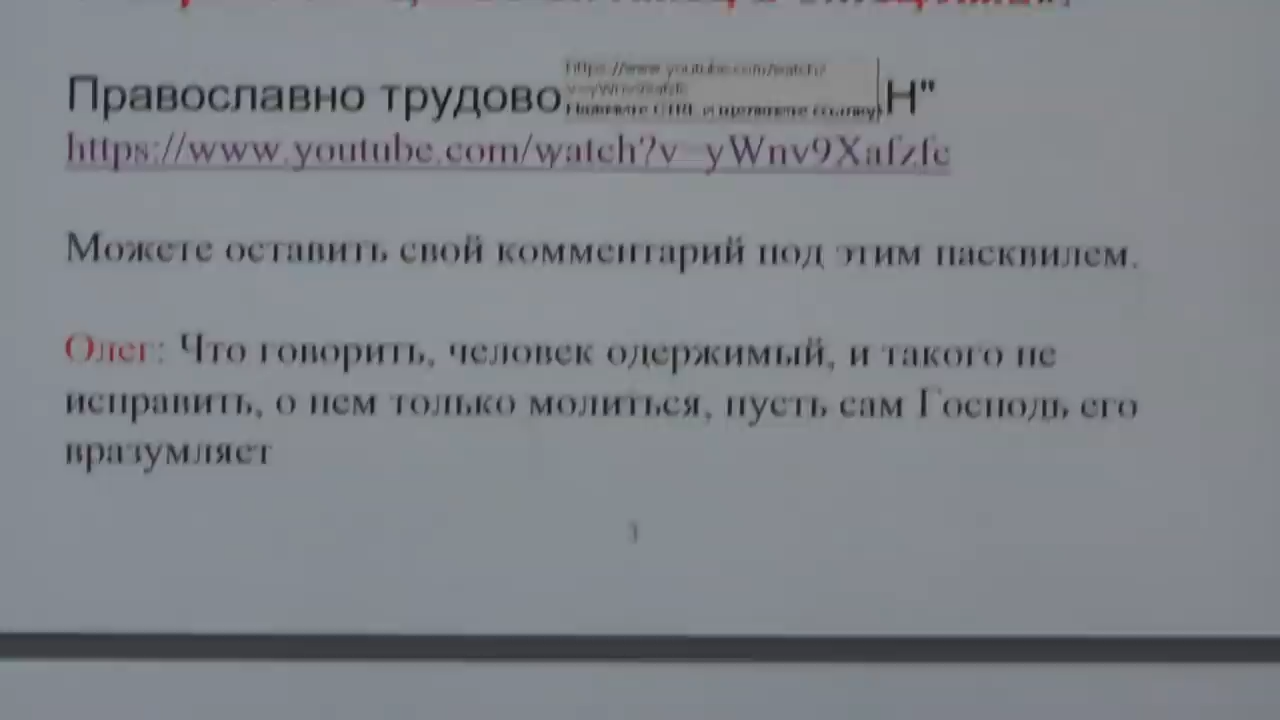 Православно трудово Н"
https://www.youtube.com/watch?v=yWnv9Xafzfc
Можете оставить свой комментарий под этим пасквилем.
Олег: Что говорить, человек одержимый, и такого не
исправить, о нем только молиться, пусть сам Господь его
вразумляет